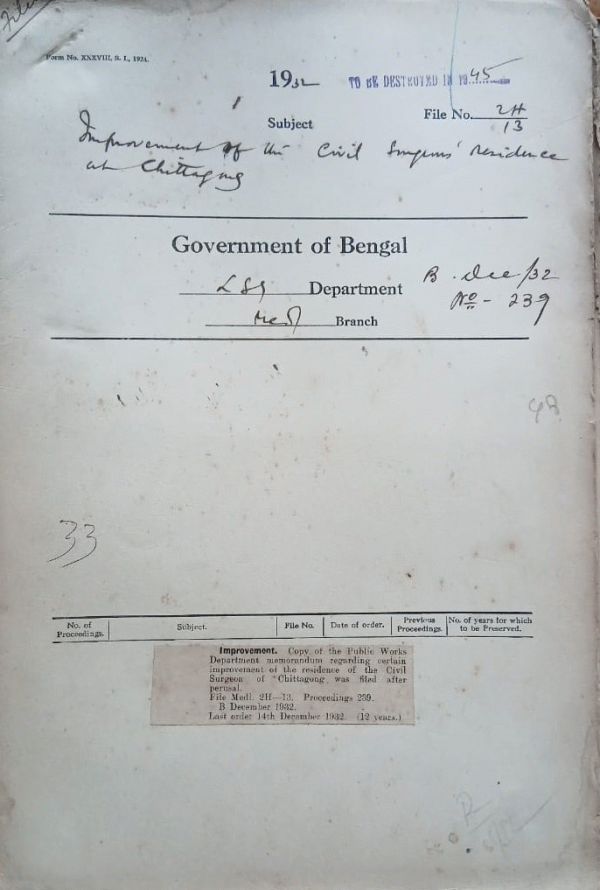 Form No. XXXVIII, S. I., 1924.
1932 TO BE DESTROYED IN 1945
File No. 2H/13
Subject
Improvement of the Civil Surgeons' residence
at Chittagong
Government of Bengal
LSG Department
Medl Branch
B. Dec/32
No - 239
33
No. of Proceedings. Subject. File No. Date of order. Previous Proceedings. No. of years for which to be Preserved.
Improvement. Copy of the Public Works
Department memorandum regarding certain
improvement of the residence of the Civil
Surgeon of Chittagong was filed after
perusal.
File Medl. 2H—13. Proceedings 239.
B December 1932.
Last order 14th December 1932. (12 years.)